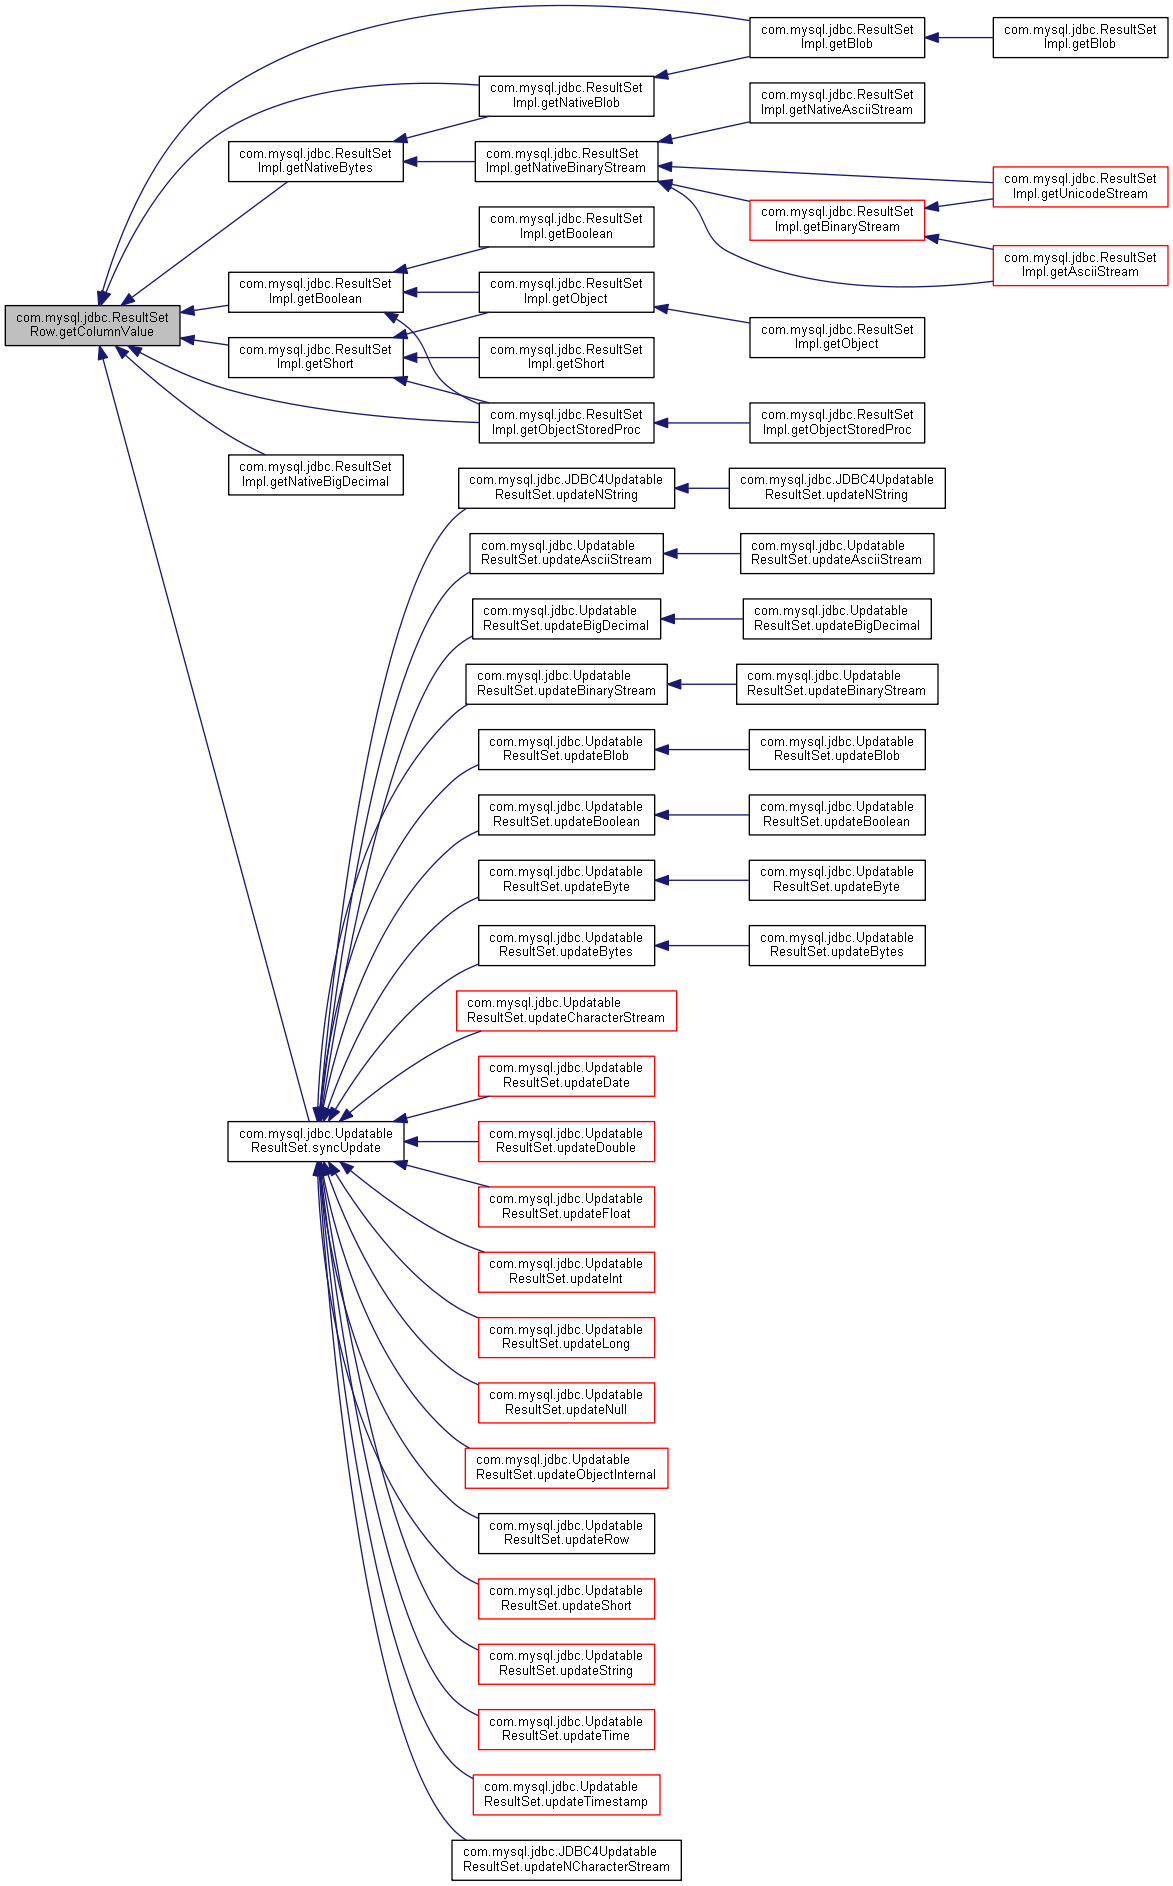 com.mysql.jdbc.ResultSet
Impl.getBlob
com.mysql.jdbc.ResultSet
Impl.getBlob
com.mysql.jdbc.ResultSet
Impl.getNativeBlob
com.mysql.jdbc.ResultSet
Impl.getNativeAsciiStream
com.mysql.jdbc.ResultSet
Impl.getNativeBytes
com.mysql.jdbc.ResultSet
Impl.getNativeBinaryStream
com.mysql.jdbc.ResultSet
Impl.getUnicodeStream
com.mysql.jdbc.ResultSet
Impl.getBinaryStream
com.mysql.jdbc.ResultSet
Impl.getBoolean
com.mysql.jdbc.ResultSet
Impl.getAsciiStream
com.mysql.jdbc.ResultSet
Impl.getBoolean
com.mysql.jdbc.ResultSet
Impl.getObject
com.mysql.jdbc.ResultSet
Row.getColumnValue
com.mysql.jdbc.ResultSet
Impl.getObject
com.mysql.jdbc.ResultSet
Impl.getShort
com.mysql.jdbc.ResultSet
Impl.getShort
com.mysql.jdbc.ResultSet
Impl.getObjectStoredProc
com.mysql.jdbc.ResultSet
Impl.getObjectStoredProc
com.mysql.jdbc.ResultSet
Impl.getNativeBigDecimal
com.mysql.jdbc.JDBC4Updatable
ResultSet.updateNString
com.mysql.jdbc.JDBC4Updatable
ResultSet.updateNString
com.mysql.jdbc.Updatable
ResultSet.updateAsciiStream
com.mysql.jdbc.Updatable
ResultSet.updateAsciiStream
com.mysql.jdbc.Updatable
ResultSet.updateBigDecimal
com.mysql.jdbc.Updatable
ResultSet.updateBigDecimal
com.mysql.jdbc.Updatable
ResultSet.updateBinaryStream
com.mysql.jdbc.Updatable
ResultSet.updateBinaryStream
com.mysql.jdbc.Updatable
ResultSet.updateBlob
com.mysql.jdbc.Updatable
ResultSet.updateBlob
com.mysql.jdbc.Updatable
ResultSet.updateBoolean
com.mysql.jdbc.Updatable
ResultSet.updateBoolean
com.mysql.jdbc.Updatable
ResultSet.updateByte
com.mysql.jdbc.Updatable
ResultSet.updateByte
com.mysql.jdbc.Updatable
ResultSet.updateBytes
com.mysql.jdbc.Updatable
ResultSet.updateBytes
com.mysql.jdbc.Updatable
ResultSet.updateCharacterStream
com.mysql.jdbc.Updatable
ResultSet.updateDate
com.mysql.jdbc.Updatable
ResultSet.syncUpdate
com.mysql.jdbc.Updatable
ResultSet.updateDouble
com.mysql.jdbc.Updatable
ResultSet.updateFloat
com.mysql.jdbc.Updatable
ResultSet.updateInt
com.mysql.jdbc.Updatable
ResultSet.updateLong
com.mysql.jdbc.Updatable
ResultSet.updateNull
com.mysql.jdbc.Updatable
ResultSet.updateObjectInternal
com.mysql.jdbc.Updatable
ResultSet.updateRow
com.mysql.jdbc.Updatable
ResultSet.updateShort
com.mysql.jdbc.Updatable
ResultSet.updateString
com.mysql.jdbc.Updatable
ResultSet.updateTime
com.mysql.jdbc.Updatable
ResultSet.updateTimestamp
com.mysql.jdbc.JDBC4Updatable
ResultSet.updateNCharacterStream